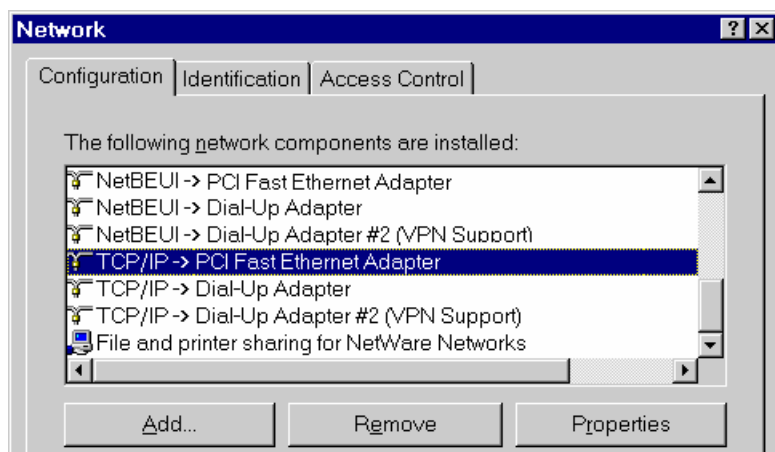 Network
Configuration Identification Access Control
The following network components are installed:
NetBEUI -> PCI Fast Ethernet Adapter
NetBEUI -> Dial-Up Adapter
NetBEUI -> Dial-Up Adapter #2 (VPN Support)
TCP/IP -> PCI Fast Ethernet Adapter
TCP/IP -> Dial-Up Adapter
TCP/IP -> Dial-Up Adapter #2 (VPN Support)
File and printer sharing for NetWare Networks
Add... Remove Properties